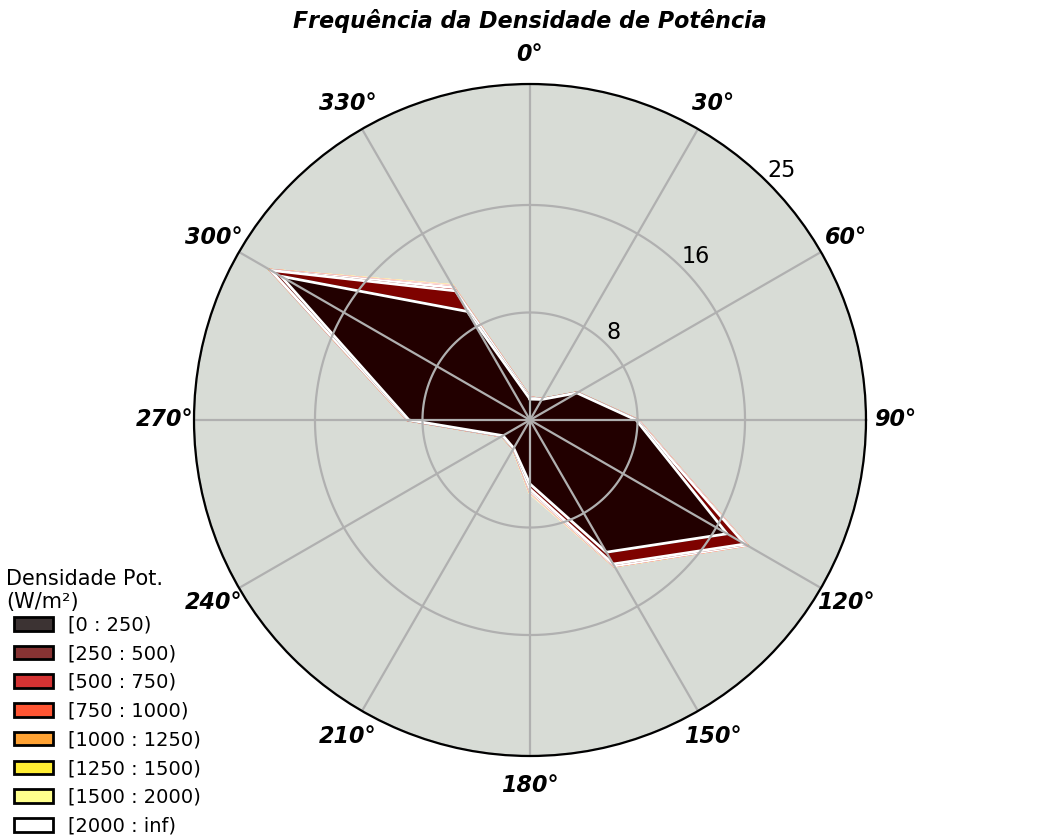 Frequência da Densidade de Potência
0°
330°
30°
25
300°
60°
16
8
270°
90°
240°
120°
210°
150°
180°
Densidade Pot.
(W/m²)
[0 : 250)
[250 : 500)
[500 : 750)
[750 : 1000)
[1000 : 1250)
[1250 : 1500)
[1500 : 2000)
[2000 : inf)